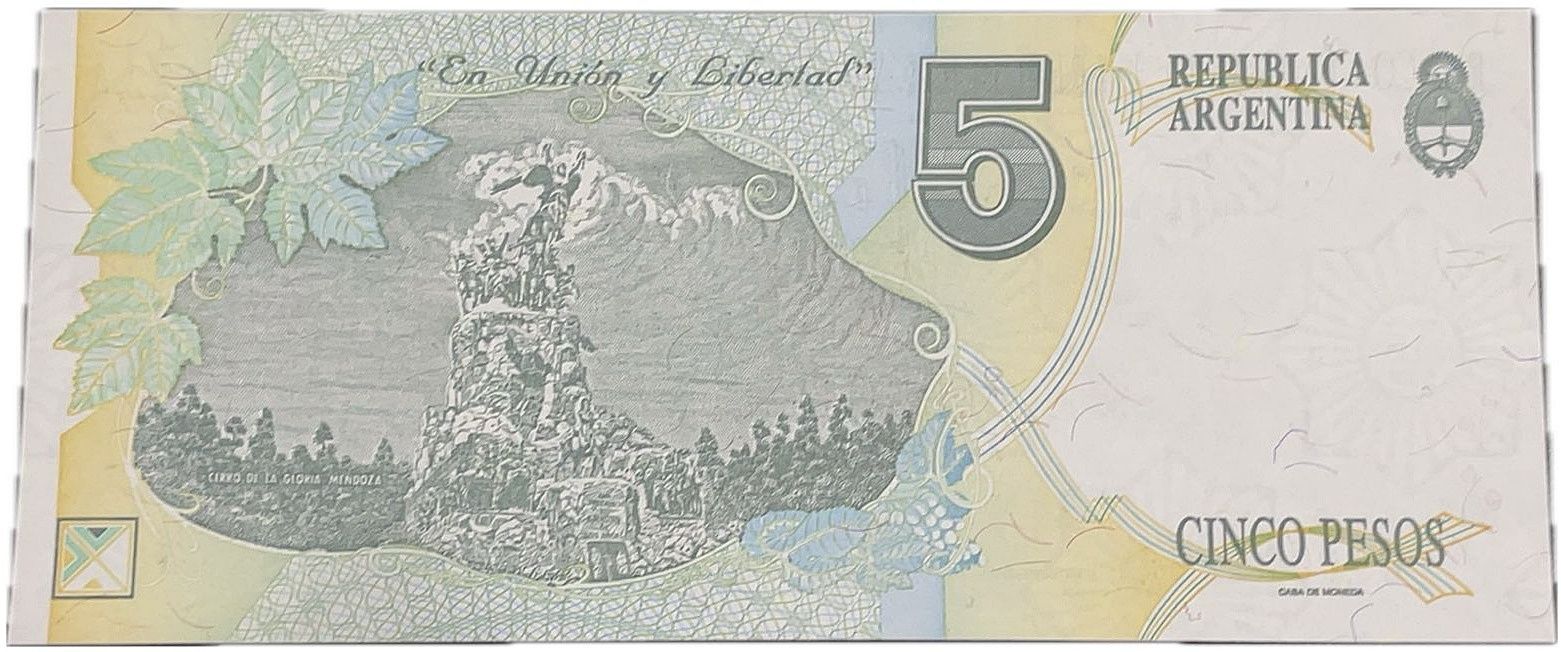 “En Unión y Libertad”
5
REPUBLICA
ARGENTINA
CERRO DE LA GLORIA MENDOZA
CINCO PESOS
CASA DE MONEDA